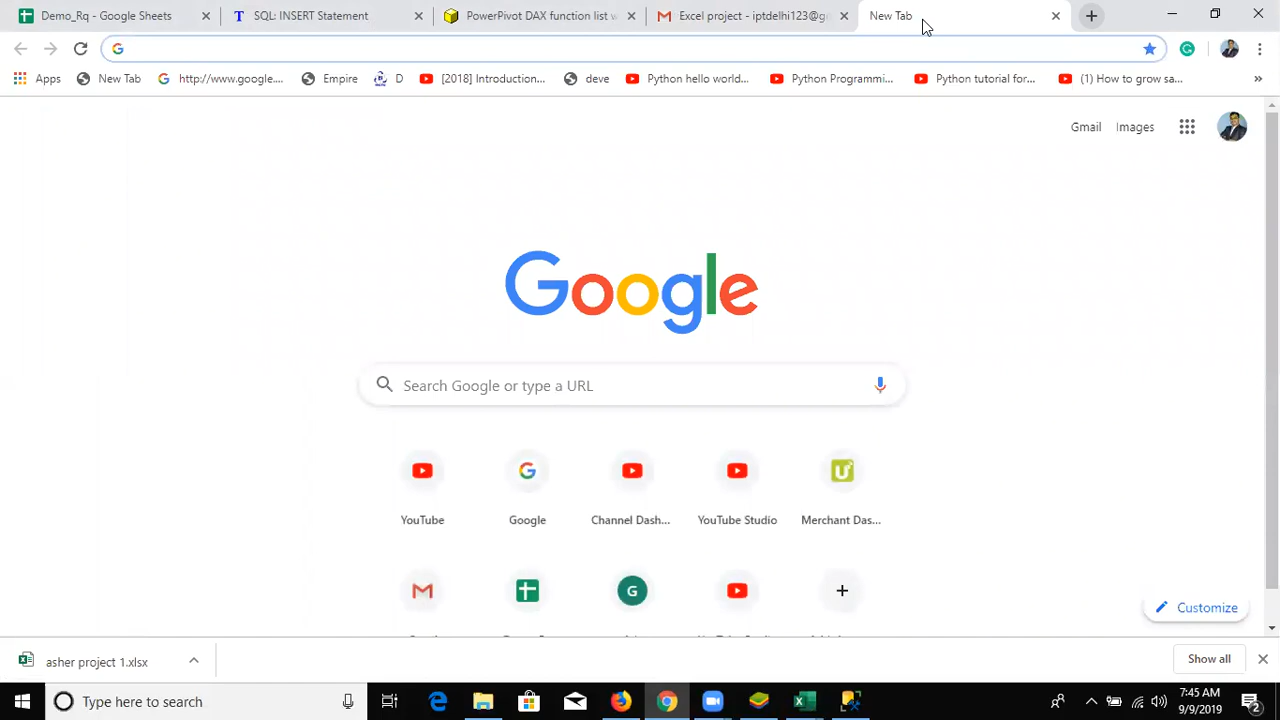 Demo_Rq - Google Sheets
SQL: INSERT Statement
PowerPivot DAX function list w
Excel project - iptdelhi123@g
New Tab
Apps
New Tab
http://www.google....
Empire
D
[2018] Introduction...
deve
Python hello world...
Python Programmi...
Python tutorial for...
(1) How to grow sa...
Gmail
Images
Google
Search Google or type a URL
YouTube
Google
Channel Dash...
YouTube Studio
Merchant Das...
G
Customize
asher project 1.xlsx
Show all
Type here to search
7:45 AM
9/9/2019
2